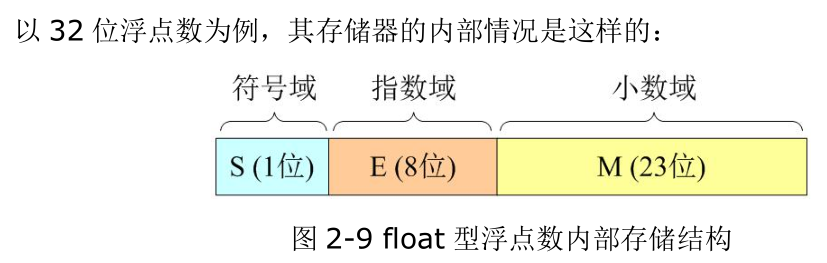 以 32 位浮点数为例，其存储器的内部情况是这样的：
符号域 指数域 小数域
S (1位) E (8位) M (23位)
图 2-9 float 型浮点数内部存储结构